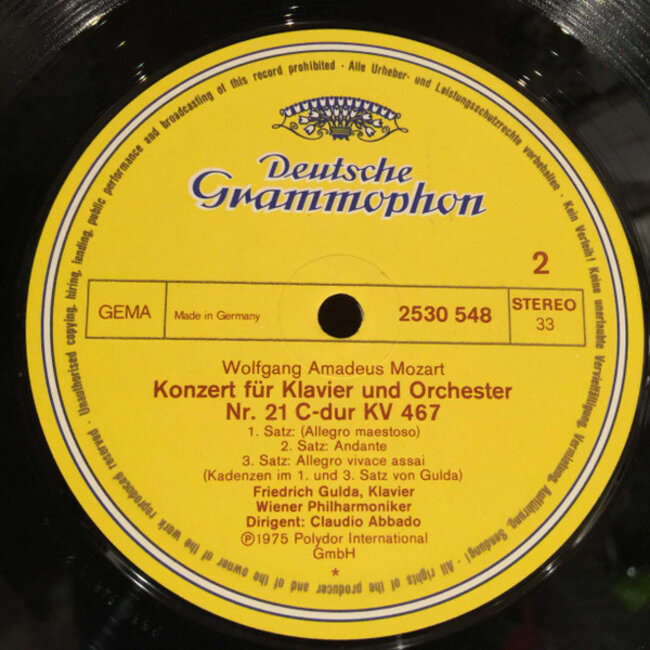 Unauthorised copying, hiring, lending, public performance and broadcasting of this record prohibited · Alle Urheber- und Leistungsschutzrechte vorbehalten · Kein Verleih! Keine unerlaubte Vervielfältigung, Vermietung, Aufführung, Sendung! · All rights of the producer and of the owner of the work reproduced reserved ·
Deutsche
Grammophon
2
GEMA
Made in Germany
2530 548
STEREO
33
Wolfgang Amadeus Mozart
Konzert für Klavier und Orchester
Nr. 21 C-dur KV 467
1. Satz: (Allegro maestoso)
2. Satz: Andante
3. Satz: Allegro vivace assai
(Kadenzen im 1. und 3. Satz von Gulda)
Friedrich Gulda, Klavier
Wiener Philharmoniker
Dirigent: Claudio Abbado
Ⓟ1975 Polydor International
GmbH
*